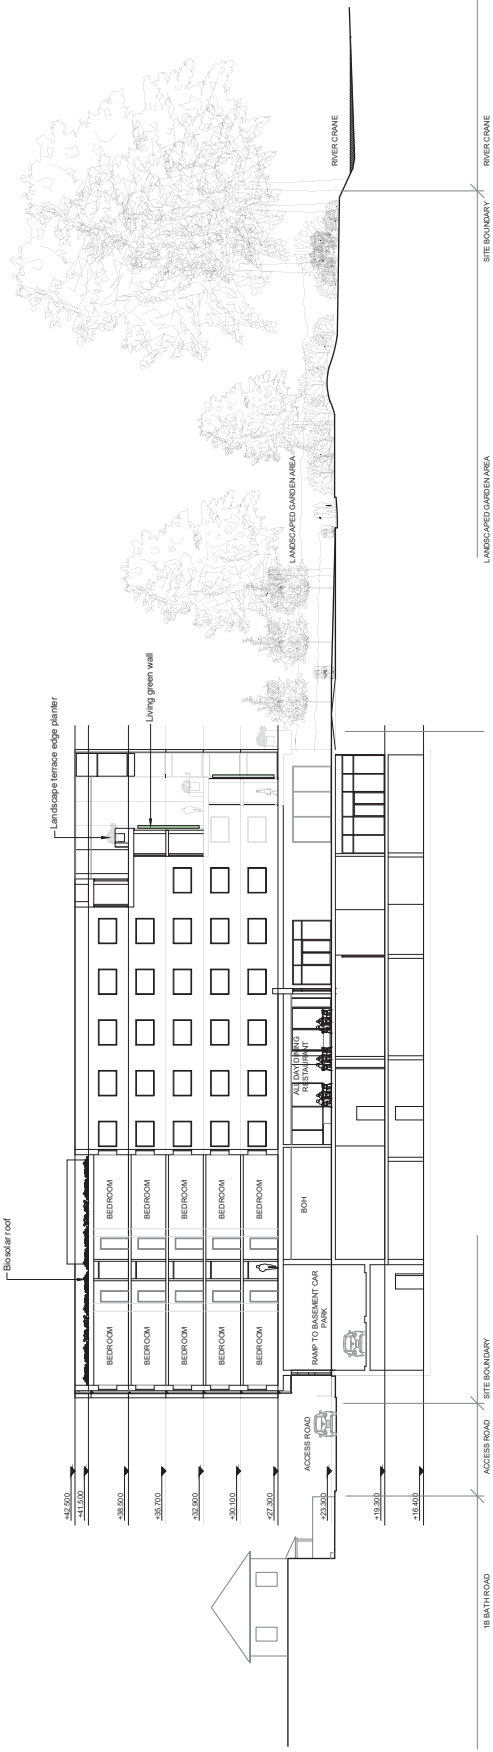 Biosolar roof
Landscape terrace edge planter
Living green wall
+42.500
+41.500
+38.500
+35.700
+32.900
+30.100
+27.300
+23.300
+19.300
+16.400
BEDROOM
BEDROOM
BEDROOM
BEDROOM
BEDROOM
BEDROOM
BEDROOM
BEDROOM
BEDROOM
BEDROOM
ACCESS ROAD
RAMP TO BASEMENT CAR
PARK
BOH
ALL DAY DINING
RESTAURANT
LANDSCAPED GARDEN AREA
RIVER CRANE
1B BATH ROAD
ACCESS ROAD
SITE BOUNDARY
LANDSCAPED GARDEN AREA
SITE BOUNDARY
RIVER CRANE